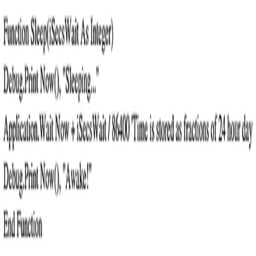 Function Sleep(iSecsWait As Integer)
Debug.Print Now(), "Sleeping..."
Application.Wait Now + iSecsWait / 86400 'Time is stored as fractions of 24 hour day
Debug.Print Now(), "Awake!"
End Function